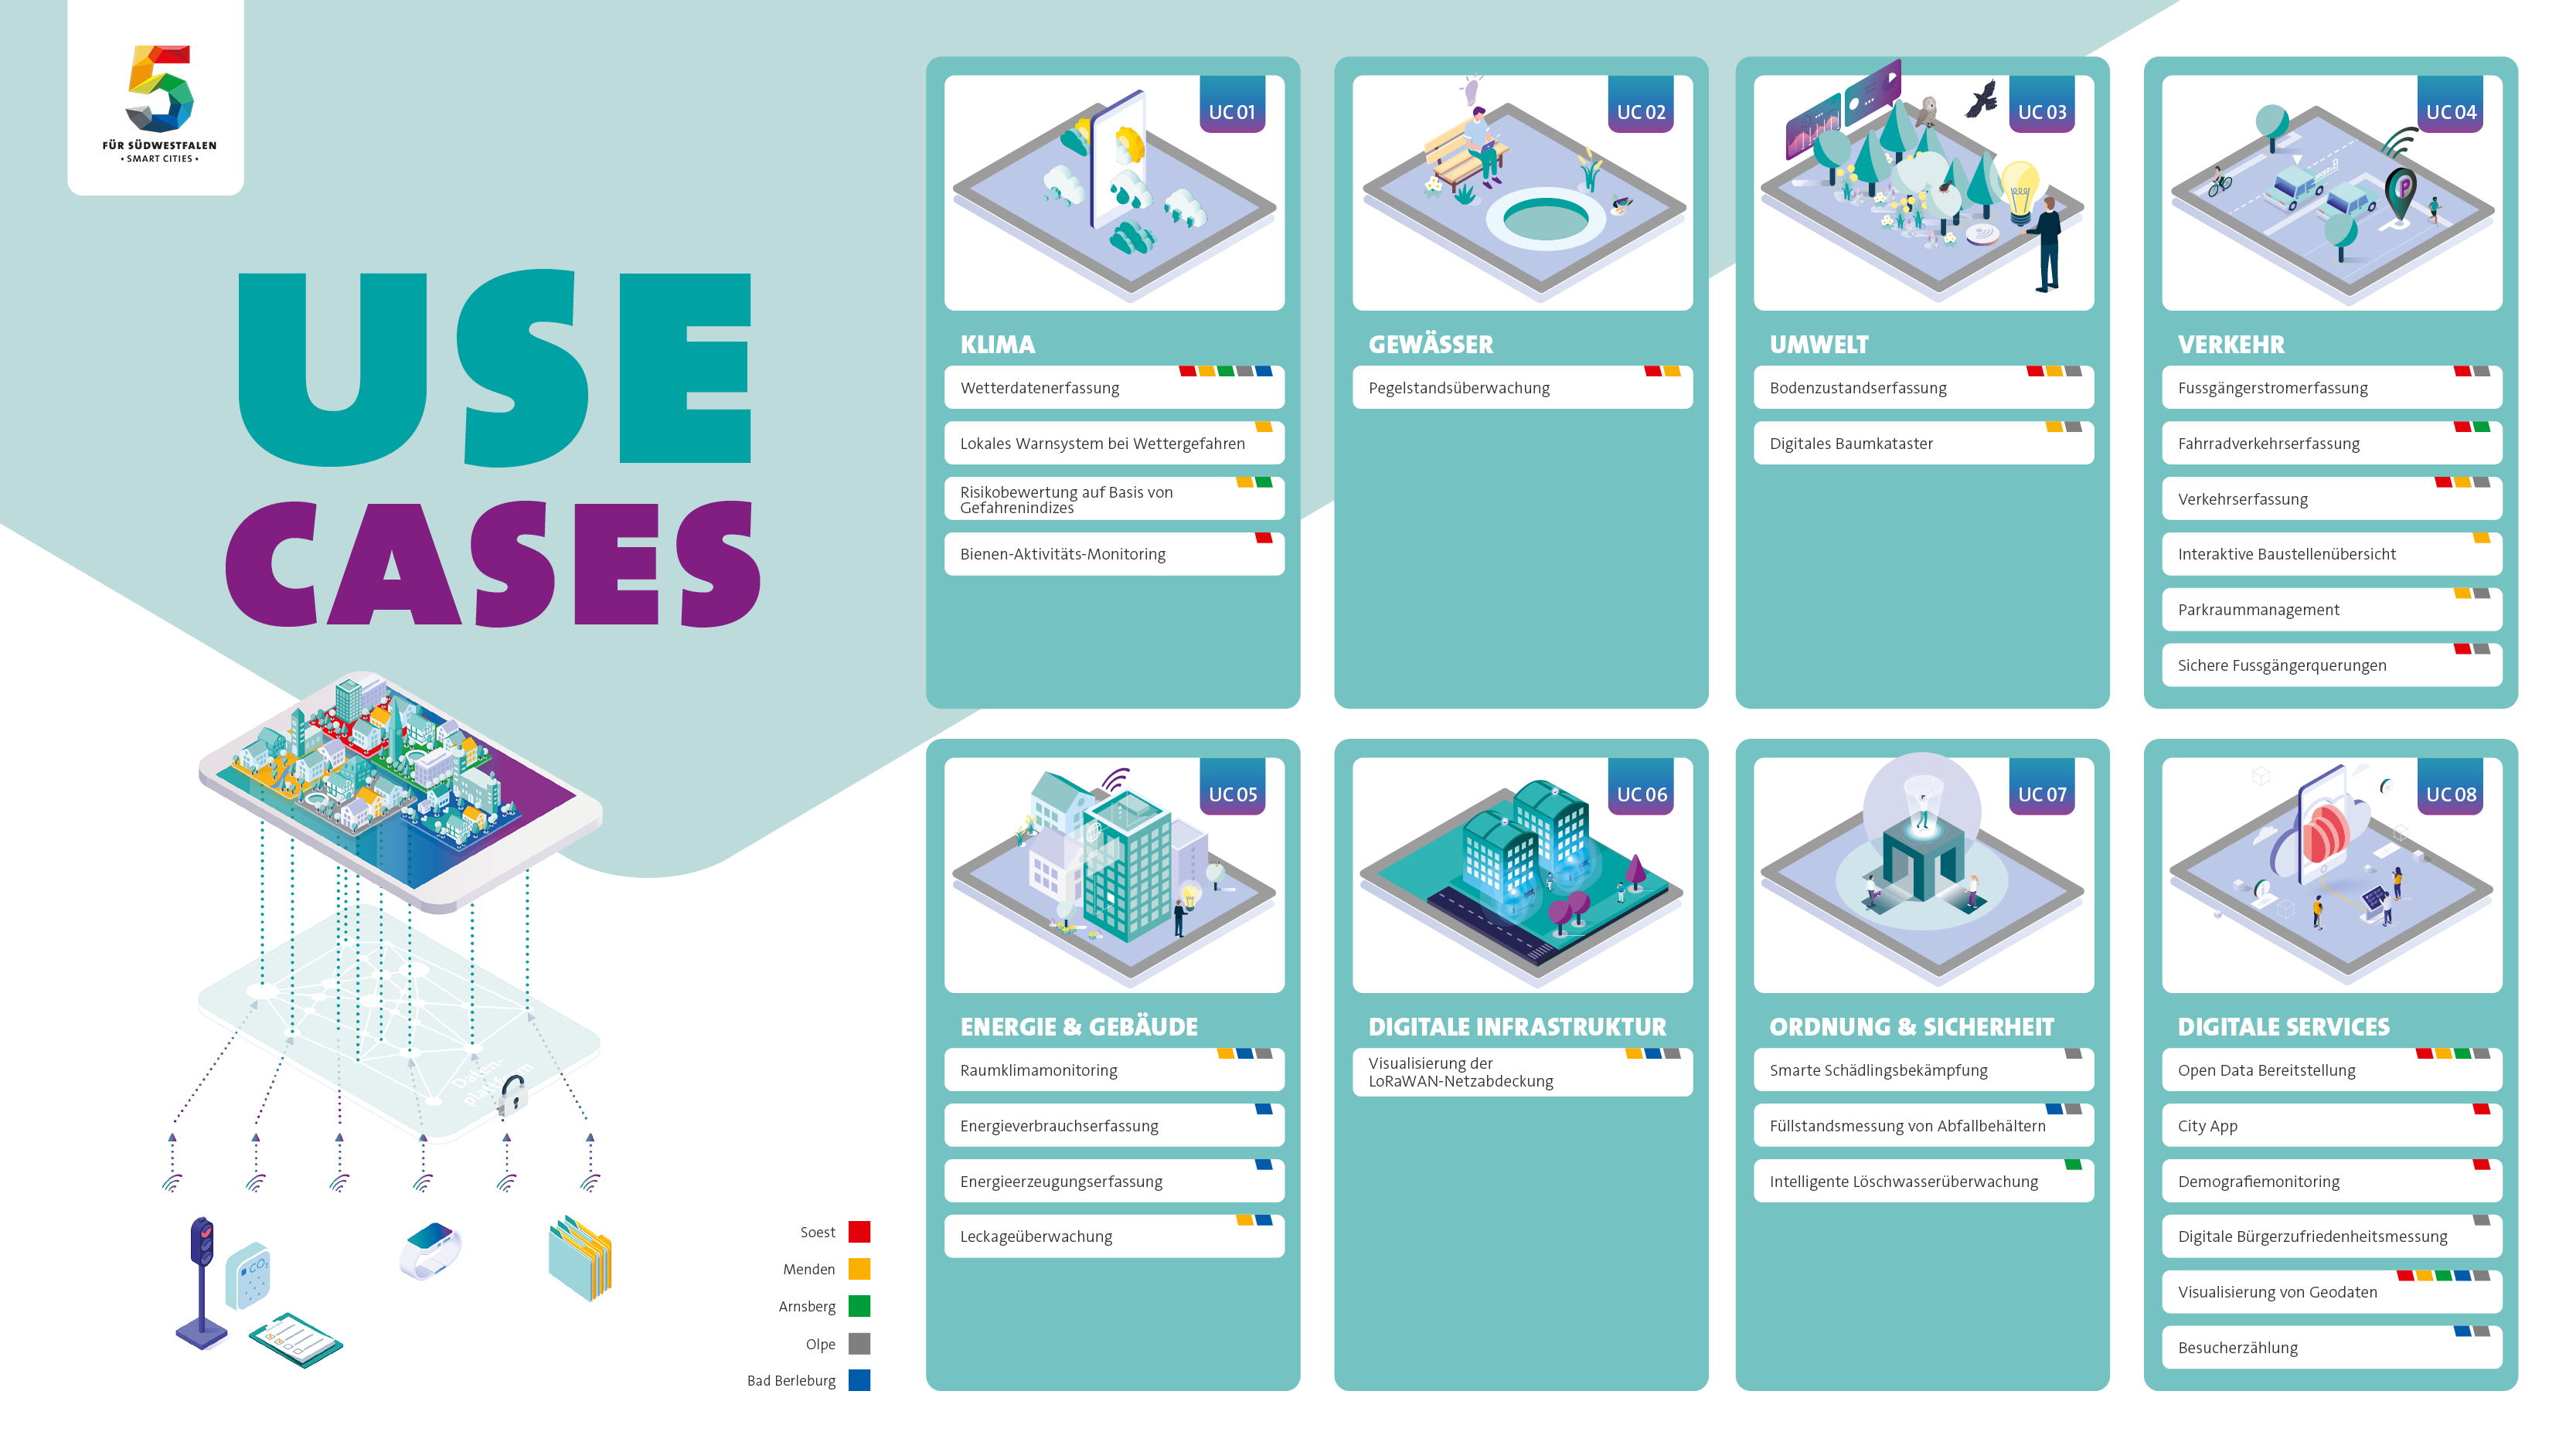 FÜR SÜDWESTFALEN
• SMART CITIES •
USE
CASES
Daten-
plattform
CO₂
Soest
Menden
Arnsberg
Olpe
Bad Berleburg
UC 01
KLIMA
Wetterdatenerfassung
Lokales Warnsystem bei Wettergefahren
Risikobewertung auf Basis von
Gefahrenindizes
Bienen-Aktivitäts-Monitoring
UC 02
GEWÄSSER
Pegelstandsüberwachung
UC 03
UMWELT
Bodenzustandserfassung
Digitales Baumkataster
UC 04
P
VERKEHR
Fussgängerstromerfassung
Fahrradverkehrserfassung
Verkehrserfassung
Interaktive Baustellenübersicht
Parkraummanagement
Sichere Fussgängerquerungen
UC 05
ENERGIE & GEBÄUDE
Raumklimamonitoring
Energieverbrauchserfassung
Energieerzeugungserfassung
Leckageüberwachung
UC 06
DIGITALE INFRASTRUKTUR
Visualisierung der
LoRaWAN-Netzabdeckung
UC 07
ORDNUNG & SICHERHEIT
Smarte Schädlingsbekämpfung
Füllstandsmessung von Abfallbehältern
Intelligente Löschwasserüberwachung
UC 08
DIGITALE SERVICES
Open Data Bereitstellung
City App
Demografiemonitoring
Digitale Bürgerzufriedenheitsmessung
Visualisierung von Geodaten
Besucherzählung